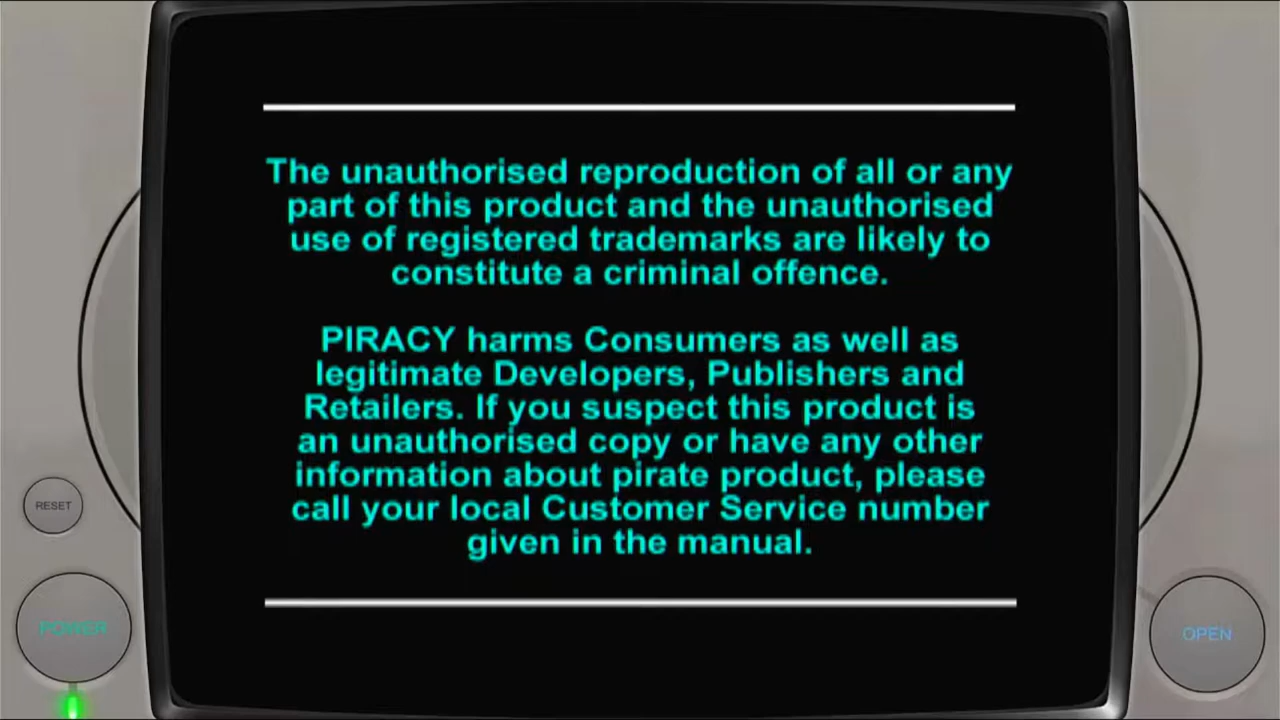 The unauthorised reproduction of all or any
part of this product and the unauthorised
use of registered trademarks are likely to
constitute a criminal offence.
PIRACY harms Consumers as well as
legitimate Developers, Publishers and
Retailers. If you suspect this product is
an unauthorised copy or have any other
information about pirate product, please
call your local Customer Service number
given in the manual.
RESET
POWER
OPEN